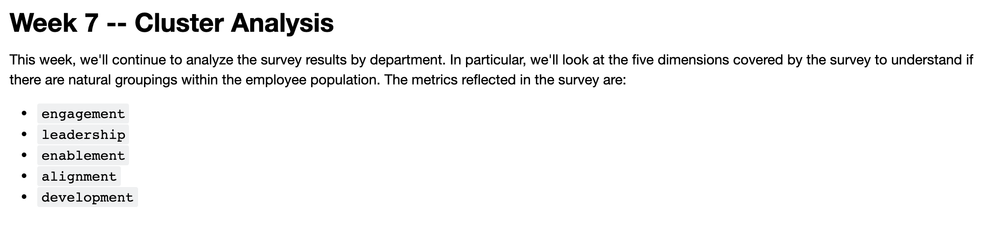 Week 7 -- Cluster Analysis
This week, we'll continue to analyze the survey results by department. In particular, we'll look at the five dimensions covered by the survey to understand if
there are natural groupings within the employee population. The metrics reflected in the survey are:
• engagement
• leadership
• enablement
• alignment
• development